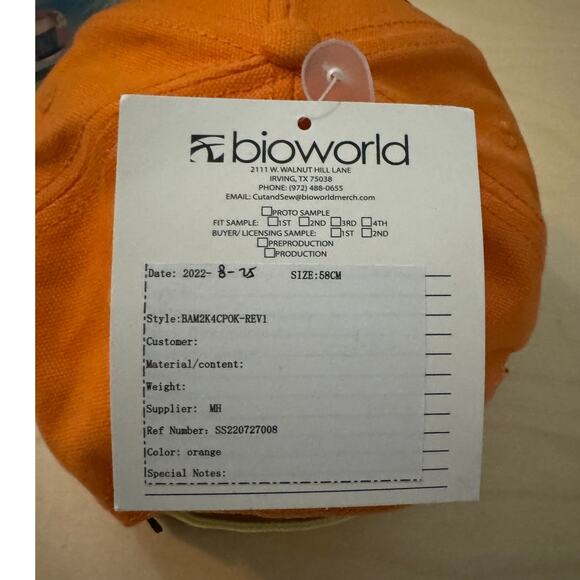 bioworld
2111 W. WALNUT HILL LANE
IRVING, TX 75038
PHONE: (972) 488-0655
EMAIL: CutandSew@bioworldmerch.com
☐PROTO SAMPLE
FIT SAMPLE: ☐1ST ☐2ND ☐3RD ☐4TH
BUYER/ LICENSING SAMPLE: ☐1ST ☐2ND
☐PREPRODUCTION
☐PRODUCTION
Date: 2022- 8-25 SIZE:58CM
Style:BAM2K4CPOK-REV1
Customer:
Material/content:
Weight:
Supplier: MH
Ref Number: SS220727008
Color: orange
Special Notes: